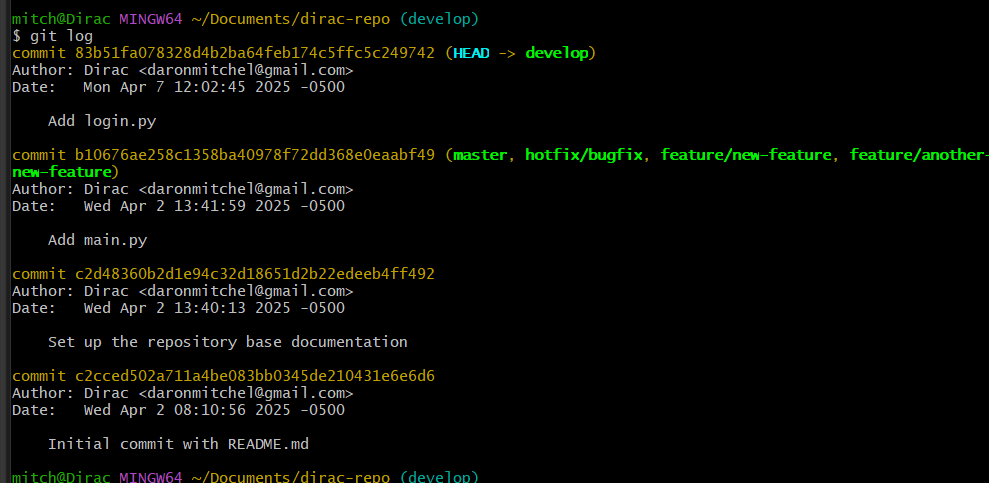 mitch@Dirac MINGW64 ~/Documents/dirac-repo (develop)
$ git log
commit 83b51fa078328d4b2ba64feb174c5ffc5c249742 (HEAD -> develop)
Author: Dirac <daronmitchel@gmail.com>
Date:   Mon Apr 7 12:02:45 2025 -0500
    Add login.py
commit b10676ae258c1358ba40978f72dd368e0eaabf49 (master, hotfix/bugfix, feature/new-feature, feature/another-
new-feature)
Author: Dirac <daronmitchel@gmail.com>
Date:   Wed Apr 2 13:41:59 2025 -0500
    Add main.py
commit c2d48360b2d1e94c32d18651d2b22edeeb4ff492
Author: Dirac <daronmitchel@gmail.com>
Date:   Wed Apr 2 13:40:13 2025 -0500
    Set up the repository base documentation
commit c2cced502a711a4be083bb0345de210431e6e6d6
Author: Dirac <daronmitchel@gmail.com>
Date:   Wed Apr 2 08:10:56 2025 -0500
    Initial commit with README.md
mitch@Dirac MINGW64 ~/Documents/dirac-repo (develop)